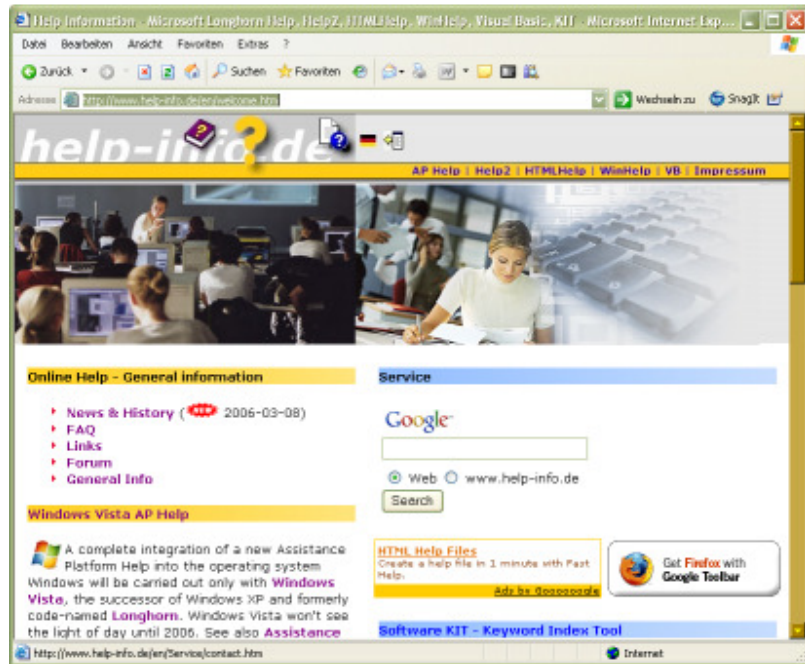 Help Information - Microsoft Longhorn Help, Help2, HTMLHelp, WinHelp, Visual Basic, KIT - Microsoft Internet Exp...
Datei Bearbeiten Ansicht Favoriten Extras ?
Zurück Suchen Favoriten
Adresse http://www.help-info.de/en/welcome.htm Wechseln zu SnagIt
help-info.de
AP Help | Help2 | HTMLHelp | WinHelp | VB | Impressum
Online Help - General information
News & History (NEW 2006-03-08)
FAQ
Links
Forum
General Info
Windows Vista AP Help
A complete integration of a new Assistance
Platform Help into the operating system
Windows will be carried out only with Windows
Vista, the successor of Windows XP and formerly
code-named Longhorn. Windows Vista won't see
the light of day until 2006. See also Assistance
Service
Google
Web www.help-info.de
Search
HTML Help Files
Create a help file in 1 minute with Fast
Help.
Ads by Goooooogle
Get Firefox with
Google Toolbar
Software KIT - Keyword Index Tool
http://www.help-info.de/en/Service/contact.htm Internet